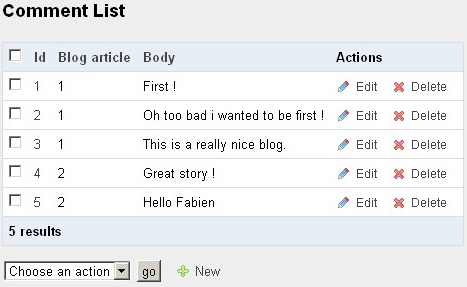 Comment List
Id Blog article Body Actions
1 1 First ! Edit Delete
2 1 Oh too bad i wanted to be first ! Edit Delete
3 1 This is a really nice blog. Edit Delete
4 2 Great story ! Edit Delete
5 2 Hello Fabien Edit Delete
5 results
Choose an action go New